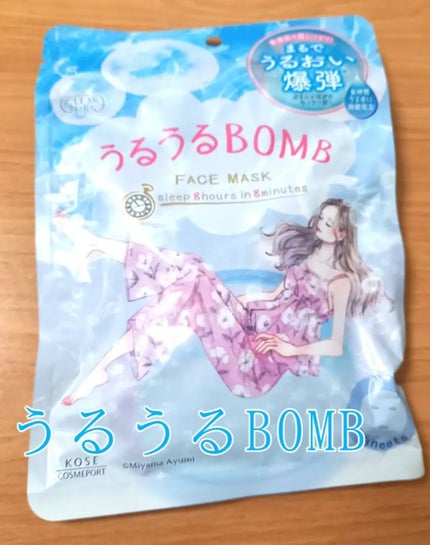 まるで
うるおい
爆弾
CLEAR
TURN
うるうるBOMB
FACE MASK
sleep 8hours in 8minutes
うるうるBOMB
sheets
KOSE
COSMEPORT
©Miyama Ayumi